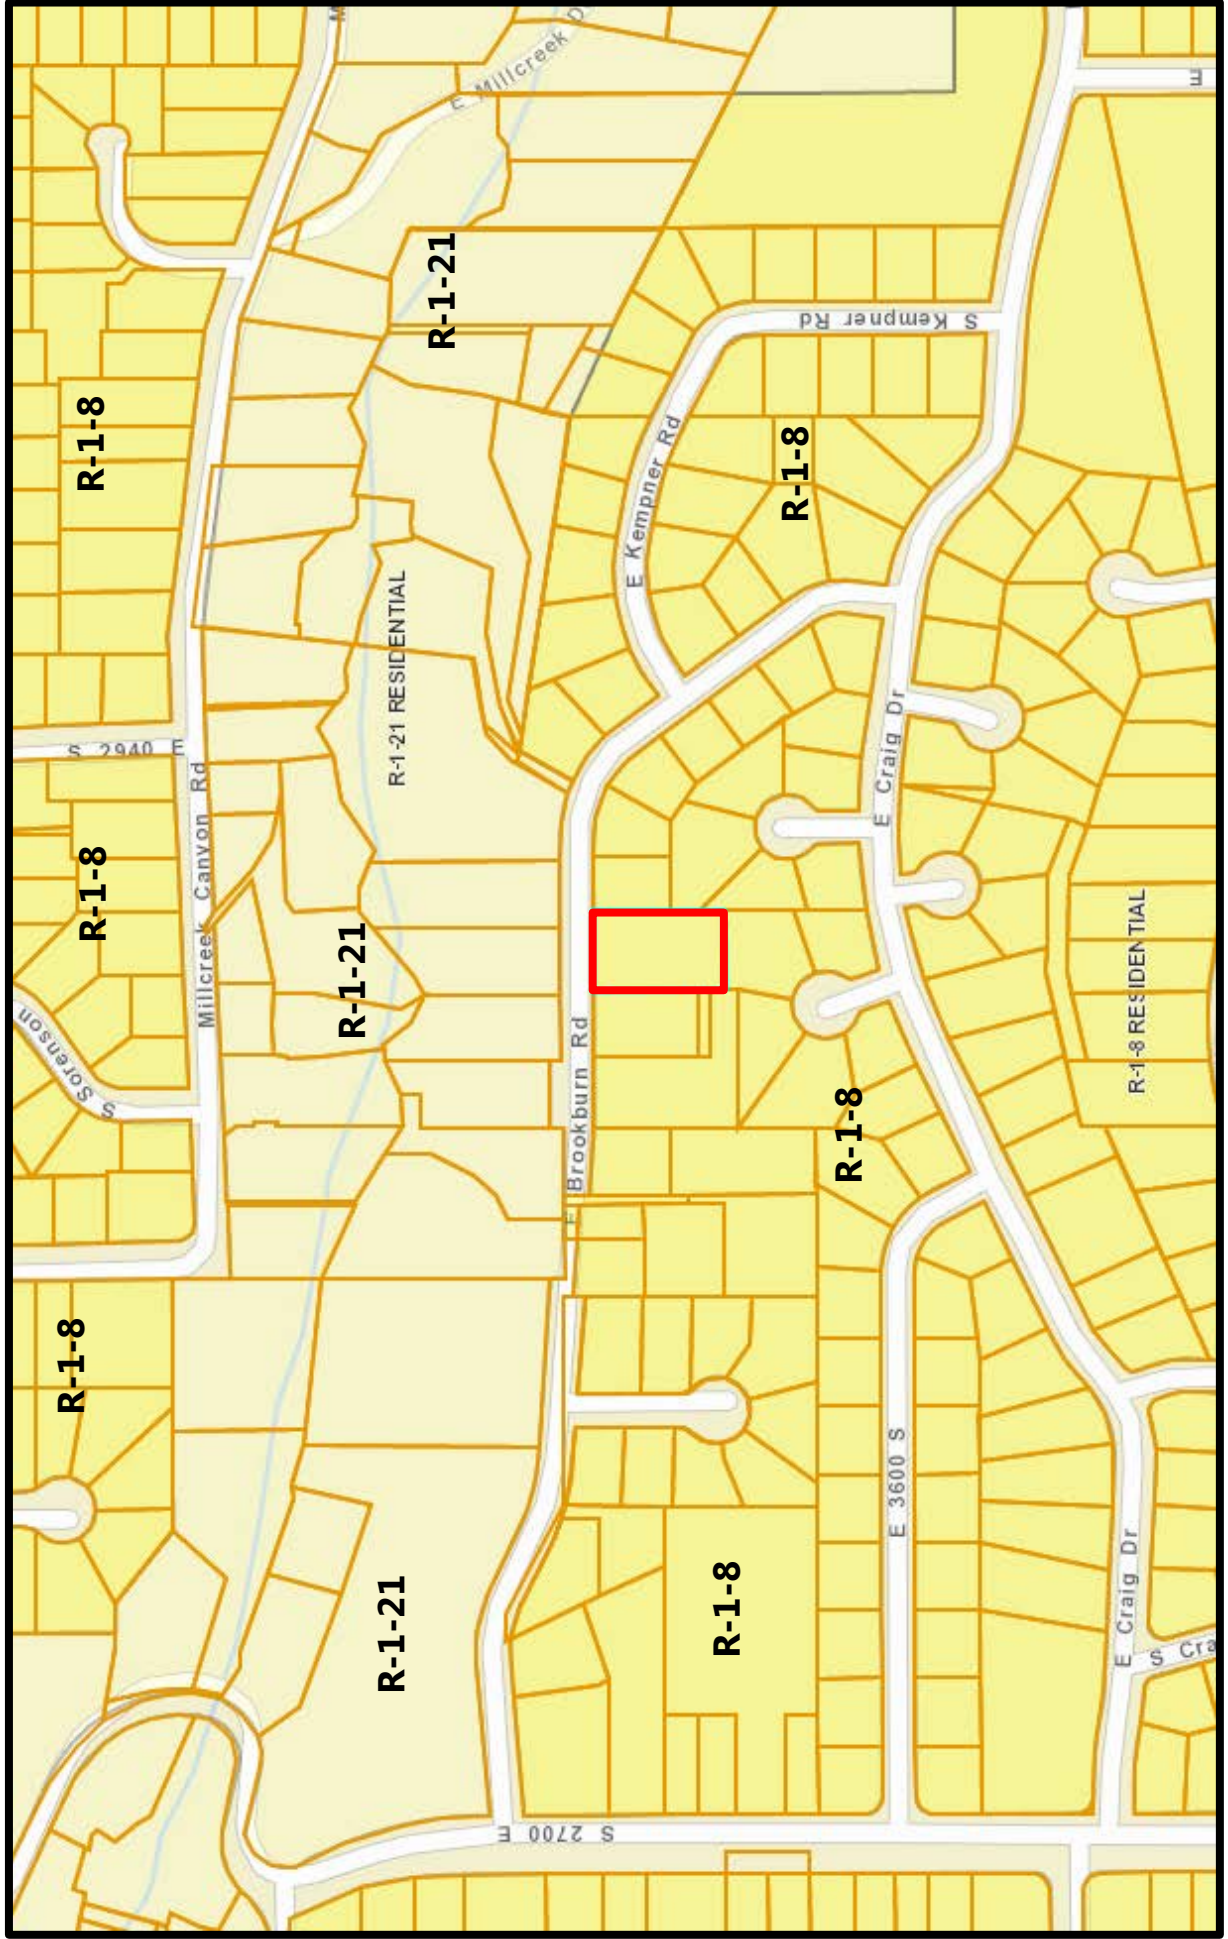 R-1-8
S Sorenson
R-1-8
R-1-8
S 2940 E
Millcreek Canyon Rd
M
R-1-21
R-1-21
R-1-21 RESIDENTIAL
R-1-21
E Millcreek D
S 2700 E
E Brookburn Rd
E Kempner Rd
S Kempner Rd
R-1-8
R-1-8
R-1-8
E 3600 S
E Craig Dr
E Craig Dr
R-1-8 RESIDENTIAL
S Cra
E